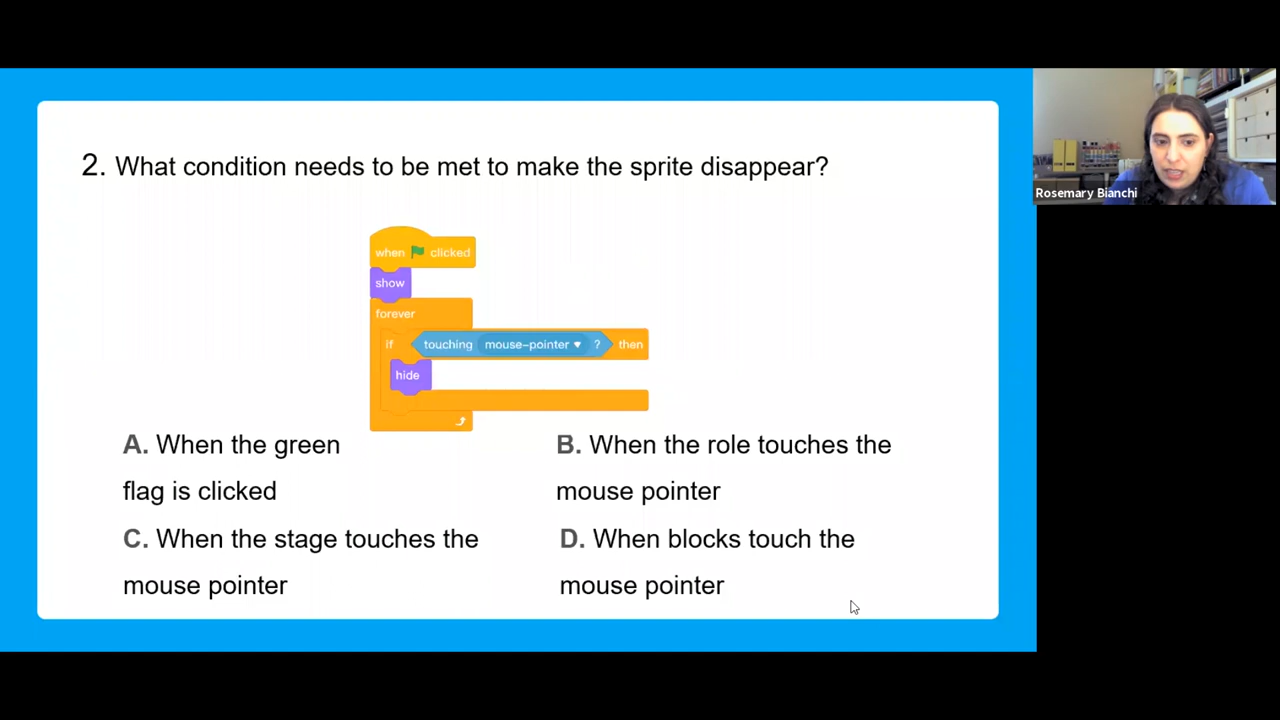 2. What condition needs to be met to make the sprite disappear?
Rosemary Bianchi
when clicked
show
forever
if touching mouse-pointer ? then
hide
A. When the green
flag is clicked
B. When the role touches the
mouse pointer
C. When the stage touches the
mouse pointer
D. When blocks touch the
mouse pointer